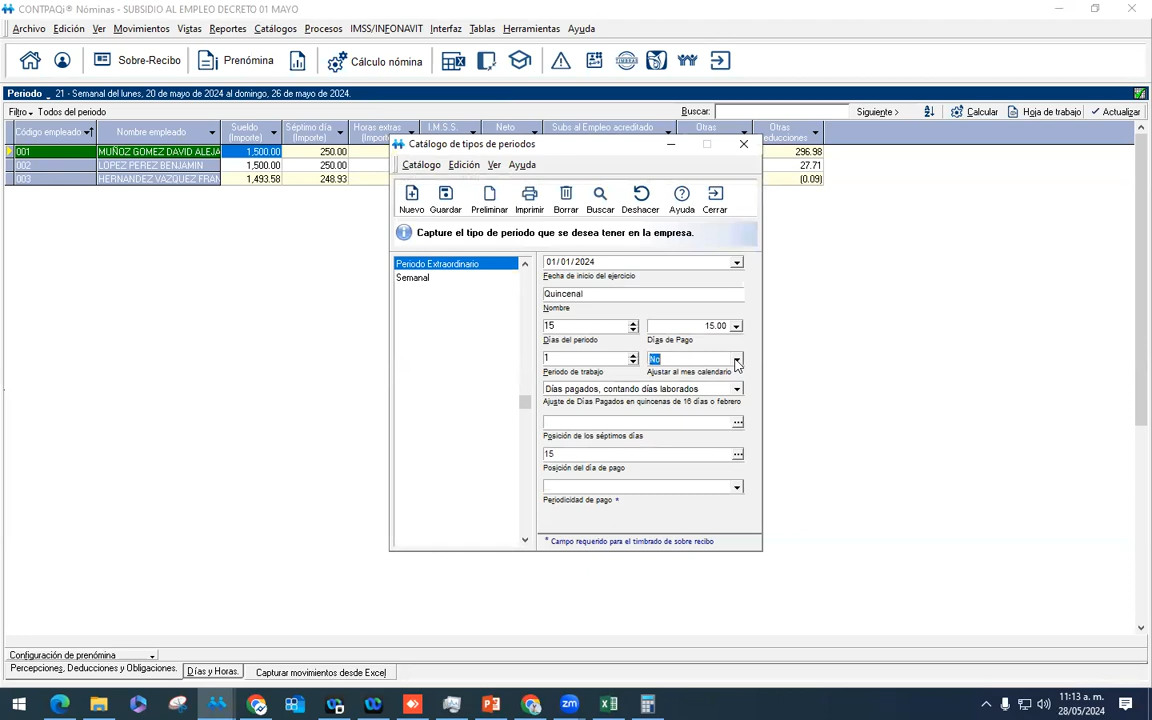 CONTPAQi® Nóminas - SUBSIDIO AL EMPLEO DECRETO 01 MAYO
Archivo Edición Ver Movimientos Vistas Reportes Catálogos Procesos IMSS/INFONAVIT Interfaz Tablas Herramientas Ayuda
Sobre-Recibo Prenómina Cálculo nómina
Periodo 21 - Semanal del lunes, 20 de mayo de 2024 al domingo, 26 de mayo de 2024.
Filtro Todos del periodo Buscar: Siguiente > Calcular Hoja de trabajo Actualizar
Código empleado Nombre empleado Sueldo (Importe) Séptimo día (Importe) Horas extras I.M.S.S. Neto Subs al Empleo acreditado Otras Otras
001 MUÑOZ GOMEZ DAVID ALEJA 1,500.00 250.00 296.98
002 LOPEZ PEREZ BENJAMIN 1,500.00 250.00 27.71
003 HERNANDEZ VAZQUEZ FRAN 1,493.58 248.93 (0.09)
Catálogo de tipos de periodos
Catálogo Edición Ver Ayuda
Nuevo Guardar Preliminar Imprimir Borrar Buscar Deshacer Ayuda Cerrar
Capture el tipo de periodo que se desea tener en la empresa.
Periodo Extraordinario
Semanal
01/01/2024
Fecha de inicio del ejercicio
Quincenal
Nombre
15 15.00
Días del periodo Días de Pago
1 No
Periodo de trabajo Ajustar al mes calendario
Días pagados, contando días laborados
Ajuste de Días Pagados en quincenas de 16 días o febrero
Posición de los séptimos días
15
Posición del día de pago
Periodicidad de pago *
* Campo requerido para el timbrado de sobre recibo
Configuración de prenómina
Percepciones, Deducciones y Obligaciones. Días y Horas. Capturar movimientos desde Excel
11:13 a.m.
28/05/2024